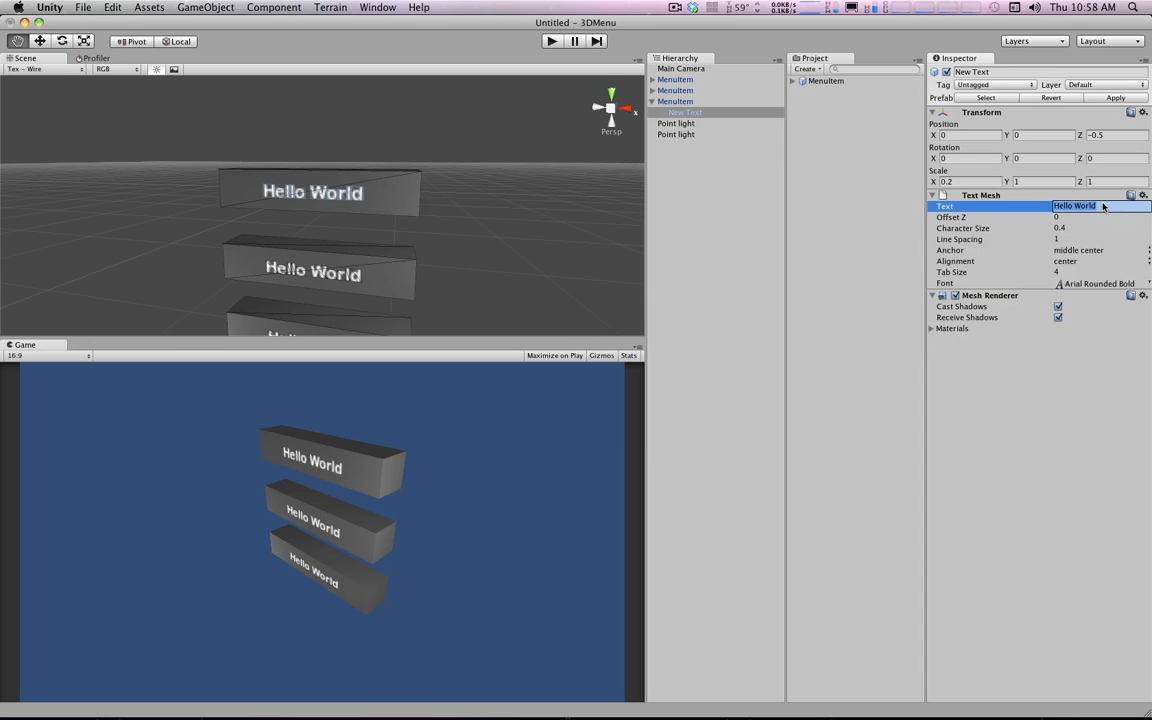 Unity File Edit Assets GameObject Component Terrain Window Help
59° 0.0KB/s 0.1KB/s Thu 10:58 AM
Untitled - 3DMenu
Pivot Local Layers Layout
Scene Profiler
Tex - Wire RGB
x
Persp
Hello World
Hello World
Game
16:9 Maximize on Play Gizmos Stats
Hello World
Hello World
Hello World
Hierarchy
Main Camera
MenuItem
MenuItem
MenuItem
New Text
Point light
Point light
Project
Create
MenuItem
Inspector
New Text
Tag Untagged Layer Default
Prefab Select Revert Apply
Transform
Position
X 0 Y 0 Z -0.5
Rotation
X 0 Y 0 Z 0
Scale
X 0.2 Y 1 Z 1
Text Mesh
Text Hello World
Offset Z 0
Character Size 0.4
Line Spacing 1
Anchor middle center
Alignment center
Tab Size 4
Font Arial Rounded Bold
Mesh Renderer
Cast Shadows
Receive Shadows
Materials